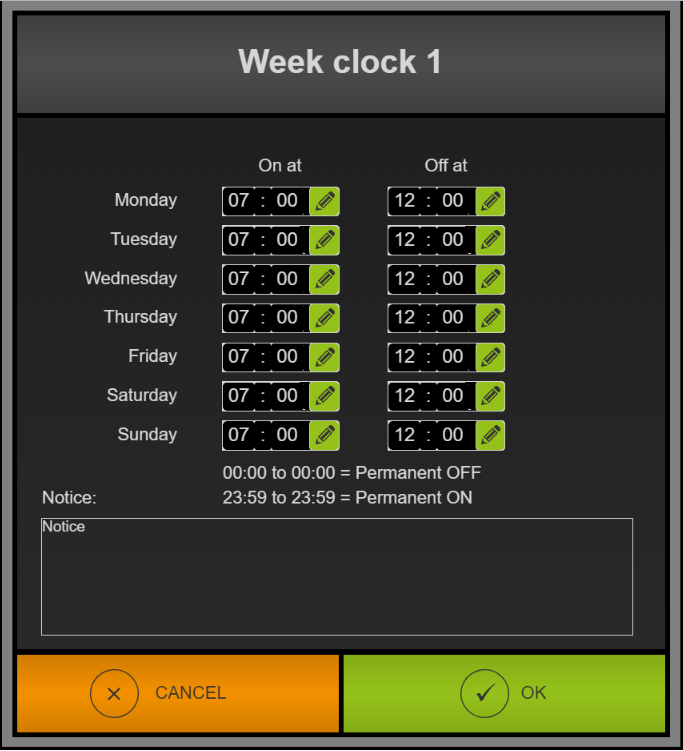 Week clock 1
On at Off at
Monday 07 : 00 12 : 00
Tuesday 07 : 00 12 : 00
Wednesday 07 : 00 12 : 00
Thursday 07 : 00 12 : 00
Friday 07 : 00 12 : 00
Saturday 07 : 00 12 : 00
Sunday 07 : 00 12 : 00
00:00 to 00:00 = Permanent OFF
Notice: 23:59 to 23:59 = Permanent ON
Notice
CANCEL OK